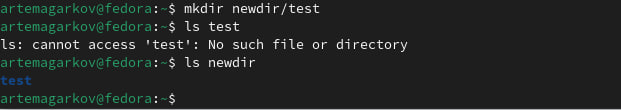 artemagarkov@fedora:~$ mkdir newdir/test
artemagarkov@fedora:~$ ls test
ls: cannot access 'test': No such file or directory
artemagarkov@fedora:~$ ls newdir
test
artemagarkov@fedora:~$